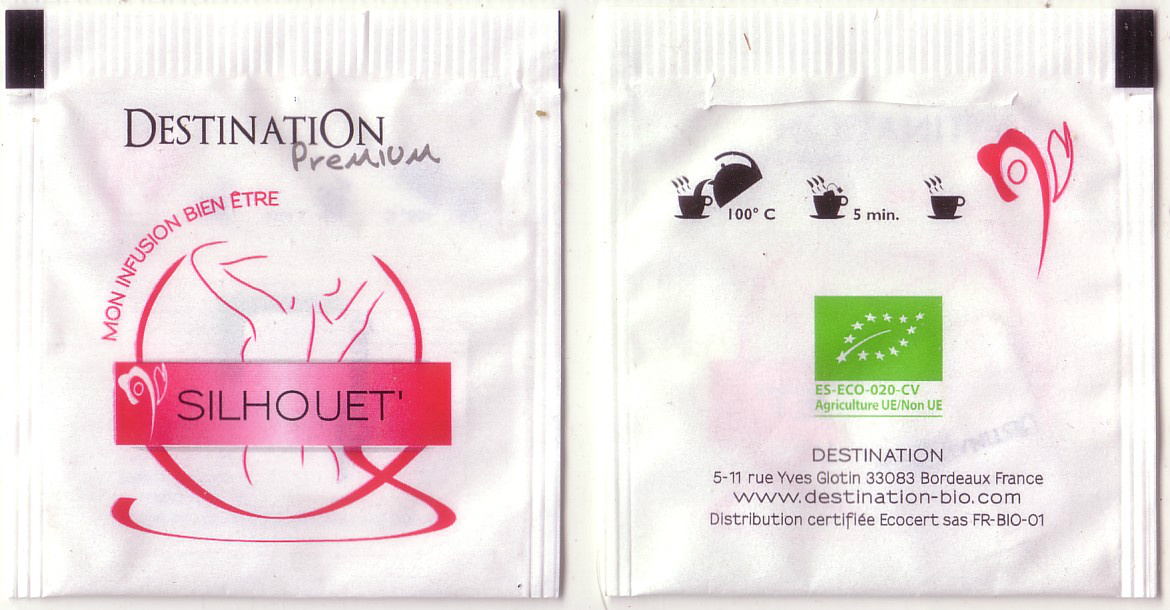 DESTINATION
Premium
MON INFUSION BIEN ÊTRE
SILHOUET'
100° C
5 min.
ES-ECO-020-CV
Agriculture UE/Non UE
DESTINATION
5-11 rue Yves Glotin 33083 Bordeaux France
www.destination-bio.com
Distribution certifiée Ecocert sas FR-BIO-01